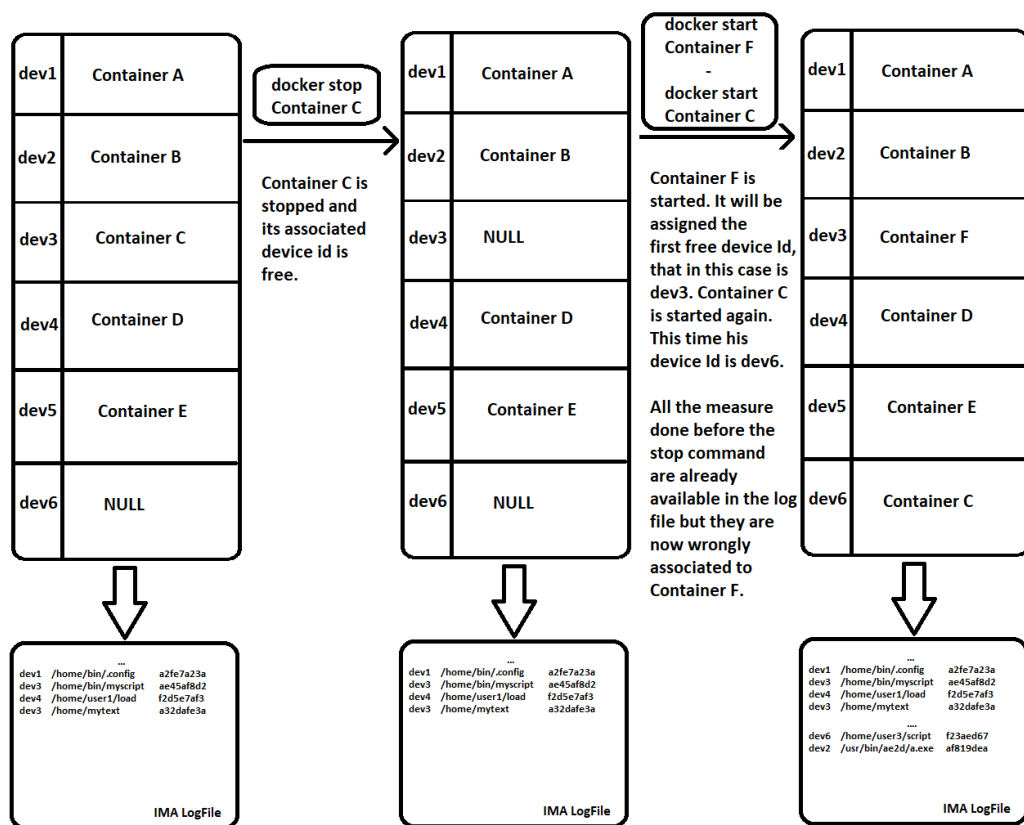 dev1 Container A
dev2 Container B
dev3 Container C
dev4 Container D
dev5 Container E
dev6 NULL
docker stop
Container C
Container C is
stopped and
its associated
device id is
free.
dev1 Container A
dev2 Container B
dev3 NULL
dev4 Container D
dev5 Container E
dev6 NULL
docker start
Container F
-
docker start
Container C
Container F is
started. It will be
assigned the
first free device Id,
that in this case is
dev3. Container C
is started again.
This time his
device Id is dev6.
All the measure
done before the
stop command
are already
available in the log
file but they are
now wrongly
associated to
Container F.
dev1 Container A
dev2 Container B
dev3 Container F
dev4 Container D
dev5 Container E
dev6 Container C
...
dev1 /home/bin/.config a2fe7a23a
dev3 /home/bin/myscript ae45af8d2
dev4 /home/user1/load f2d5e7af3
dev3 /home/mytext a32dafe3a
IMA LogFile
...
dev1 /home/bin/.config a2fe7a23a
dev3 /home/bin/myscript ae45af8d2
dev4 /home/user1/load f2d5e7af3
dev3 /home/mytext a32dafe3a
IMA LogFile
...
dev1 /home/bin/.config a2fe7a23a
dev3 /home/bin/myscript ae45af8d2
dev4 /home/user1/load f2d5e7af3
dev3 /home/mytext a32dafe3a
....
dev6 /home/user3/script f23aed67
dev2 /usr/bin/ae2d/a.exe af819dea
IMA LogFile